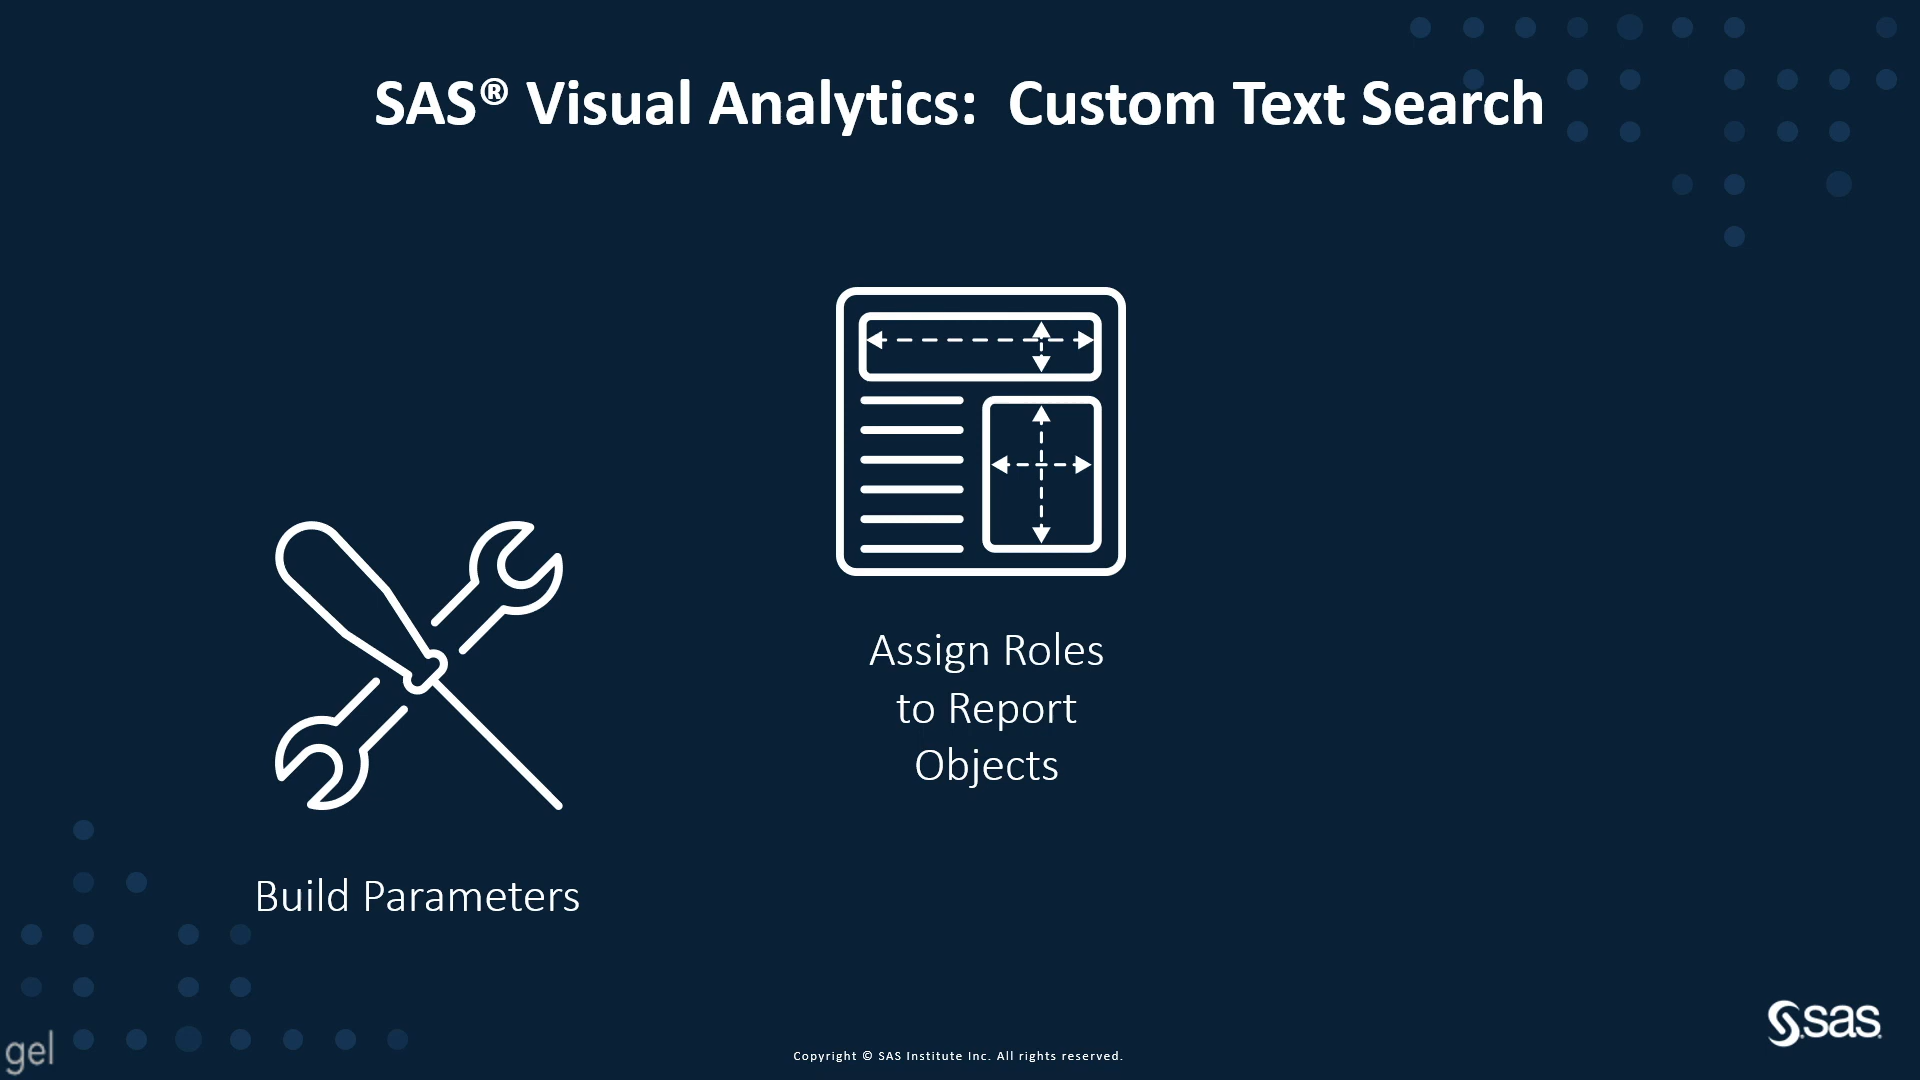 SAS® Visual Analytics: Custom Text Search
Assign Roles
to Report
Objects
Build Parameters
gel
sas
Copyright © SAS Institute Inc. All rights reserved.